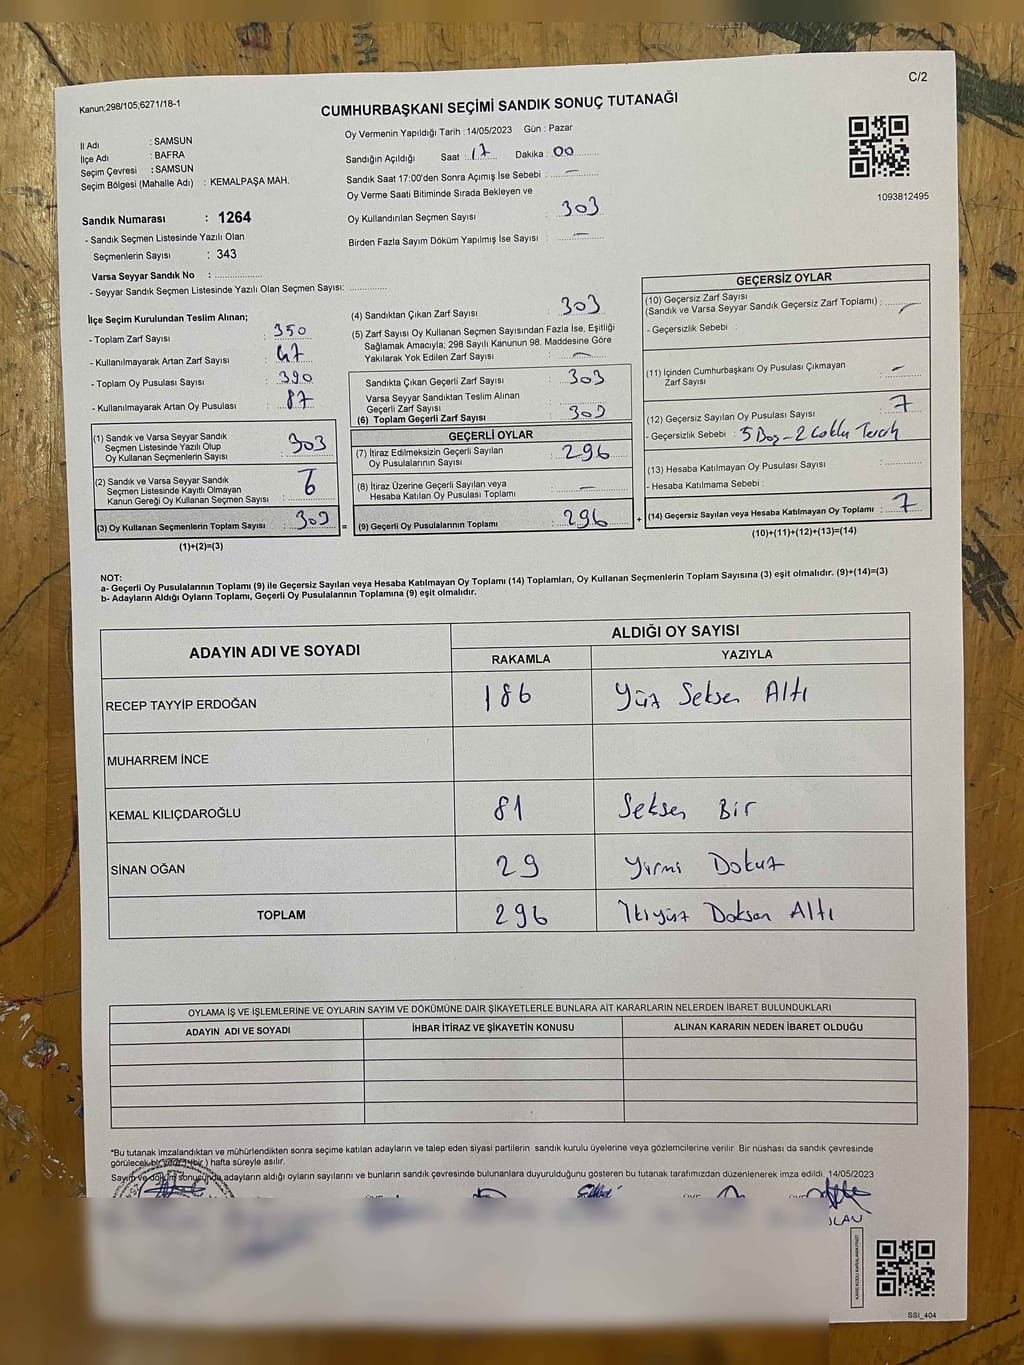 C/2
Kanun;298/105;6271/18-1
CUMHURBAŞKANI SEÇİMİ SANDIK SONUÇ TUTANAĞI
İl Adı : SAMSUN
İlçe Adı : BAFRA
Seçim Çevresi : SAMSUN
Seçim Bölgesi (Mahalle Adı) : KEMALPAŞA MAH.
Sandık Numarası : 1264
- Sandık Seçmen Listesinde Yazılı Olan
Seçmenlerin Sayısı : 343
Varsa Seyyar Sandık No :
- Seyyar Sandık Seçmen Listesinde Yazılı Olan Seçmen Sayısı:
Oy Vermenin Yapıldığı Tarih : 14/05/2023 Gün : Pazar
Sandığın Açıldığı Saat : 17 Dakika : 00
Sandık Saat 17:00'den Sonra Açımış İse Sebebi : —
Oy Verme Saati Bitiminde Sırada Bekleyen ve
Oy Kullandırılan Seçmen Sayısı : 303
Birden Fazla Sayım Döküm Yapılmış İse Sayısı : —
1093812495
İlçe Seçim Kurulundan Teslim Alınan;
- Toplam Zarf Sayısı : 350
- Kullanılmayarak Artan Zarf Sayısı : 47
- Toplam Oy Pusulası Sayısı : 390
- Kullanılmayarak Artan Oy Pusulası : 87
(1) Sandık ve Varsa Seyyar Sandık
Seçmen Listesinde Yazılı Olup
Oy Kullanan Seçmenlerin Sayısı : 303
(2) Sandık ve Varsa Seyyar Sandık
Seçmen Listesinde Kayıtlı Olmayan
Kanun Gereği Oy Kullanan Seçmen Sayısı :
(3) Oy Kullanan Seçmenlerin Toplam Sayısı : 303 =
(1)+(2)=(3)
(4) Sandıktan Çıkan Zarf Sayısı : 303
(5) Zarf Sayısı Oy Kullanan Seçmen Sayısından Fazla İse, Eşitliği
Sağlamak Amacıyla; 298 Sayılı Kanunun 98. Maddesine Göre
Yakılarak Yok Edilen Zarf Sayısı : —
Sandıkta Çıkan Geçerli Zarf Sayısı : 303
Varsa Seyyar Sandıktan Teslim Alınan
Geçerli Zarf Sayısı :
(6) Toplam Geçerli Zarf Sayısı : 303
GEÇERLİ OYLAR
(7) İtiraz Edilmeksizin Geçerli Sayılan
Oy Pusulalarının Sayısı : 296
(8) İtiraz Üzerine Geçerli Sayılan veya
Hesaba Katılan Oy Pusulası Toplamı : —
(9) Geçerli Oy Pusulalarının Toplamı : 296 +
GEÇERSİZ OYLAR
(10) Geçersiz Zarf Sayısı
(Sandık ve Varsa Seyyar Sandık Geçersiz Zarf Toplamı) : —
- Geçersizlik Sebebi :
(11) İçinden Cumhurbaşkanı Oy Pusulası Çıkmayan
Zarf Sayısı : —
(12) Geçersiz Sayılan Oy Pusulası Sayısı : 7
- Geçersizlik Sebebi : 5 Boş - 2 Çoklu Tercih
(13) Hesaba Katılmayan Oy Pusulası Sayısı :
- Hesaba Katılmama Sebebi :
(14) Geçersiz Sayılan veya Hesaba Katılmayan Oy Toplamı : 7
(10)+(11)+(12)+(13)=(14)
NOT:
a- Geçerli Oy Pusulalarının Toplamı (9) ile Geçersiz Sayılan veya Hesaba Katılmayan Oy Toplamı (14) Toplamları, Oy Kullanan Seçmenlerin Toplam Sayısına (3) eşit olmalıdır. (9)+(14)=(3)
b- Adayların Aldığı Oyların Toplamı, Geçerli Oy Pusulalarının Toplamına (9) eşit olmalıdır.
ADAYIN ADI VE SOYADI
ALDIĞI OY SAYISI
RAKAMLA YAZIYLA
RECEP TAYYİP ERDOĞAN 186 Yüz Seksen Altı
MUHARREM İNCE
KEMAL KILIÇDAROĞLU 81 Seksen Bir
SİNAN OĞAN 29 Yirmi Dokuz
TOPLAM 296 İkiyüz Doksan Altı
OYLAMA İŞ VE İŞLEMLERİNE VE OYLARIN SAYIM VE DÖKÜMÜNE DAİR ŞİKAYETLERLE BUNLARA AİT KARARLARIN NELERDEN İBARET BULUNDUKLARI
ADAYIN ADI VE SOYADI İHBAR İTİRAZ VE ŞİKAYETİN KONUSU ALINAN KARARIN NEDEN İBARET OLDUĞU
*Bu tutanak imzalandıktan ve mühürlendikten sonra seçime katılan adayların ve talep eden siyasi partilerin sandık kurulu üyelerine veya gözlemcilerine verilir. Bir nüshası da sandık çevresinde
görülecek bir yere (bir) hafta süreyle asılır.
Sayım ve döküm sonucunda adayların aldığı oyların sayılarını ve bunların sandık çevresinde bulunanlara duyurulduğunu gösteren bu tutanak tarafımızdan düzenlenerek imza edildi. 14/05/2023
SSI_404